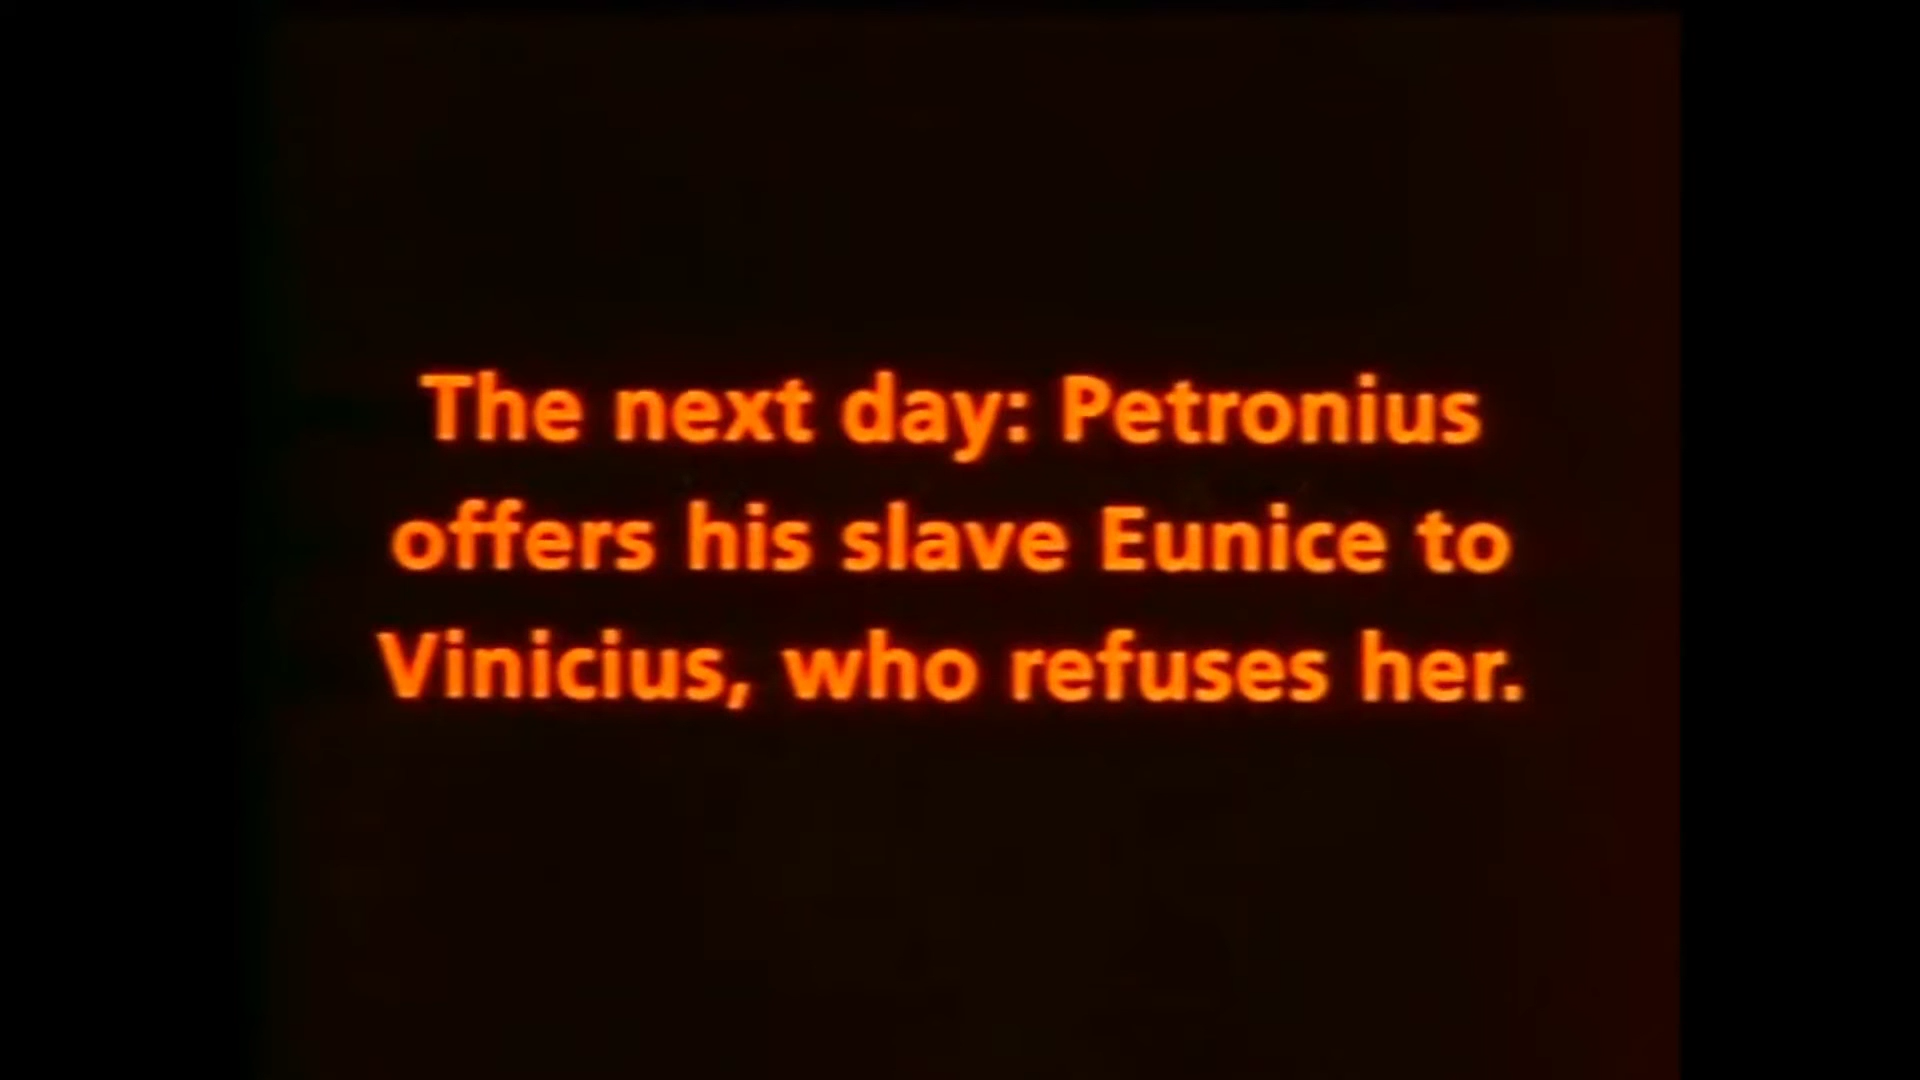 The next day: Petronius
offers his slave Eunice to
Vinicius, who refuses her.